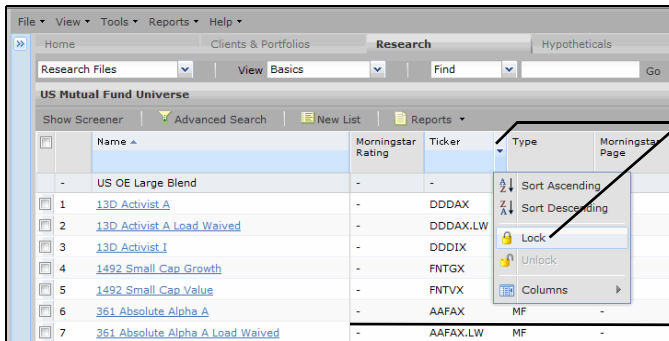 File View Tools Reports Help
Home Clients & Portfolios Research Hypotheticals
Research Files View Basics Find Go
US Mutual Fund Universe
Show Screener Advanced Search New List Reports
Name Morningstar Rating Ticker Type Morningstar Page
- US OE Large Blend - -
1 13D Activist A - DDDAX
2 13D Activist A Load Waived - DDDAX.LW
3 13D Activist I - DDDIX
4 1492 Small Cap Growth - FNTGX
5 1492 Small Cap Value - FNTVX
6 361 Absolute Alpha A - AAFAX MF -
7 361 Absolute Alpha A Load Waived - AAFAX.LW MF -
Sort Ascending
Sort Descending
Lock
Unlock
Columns